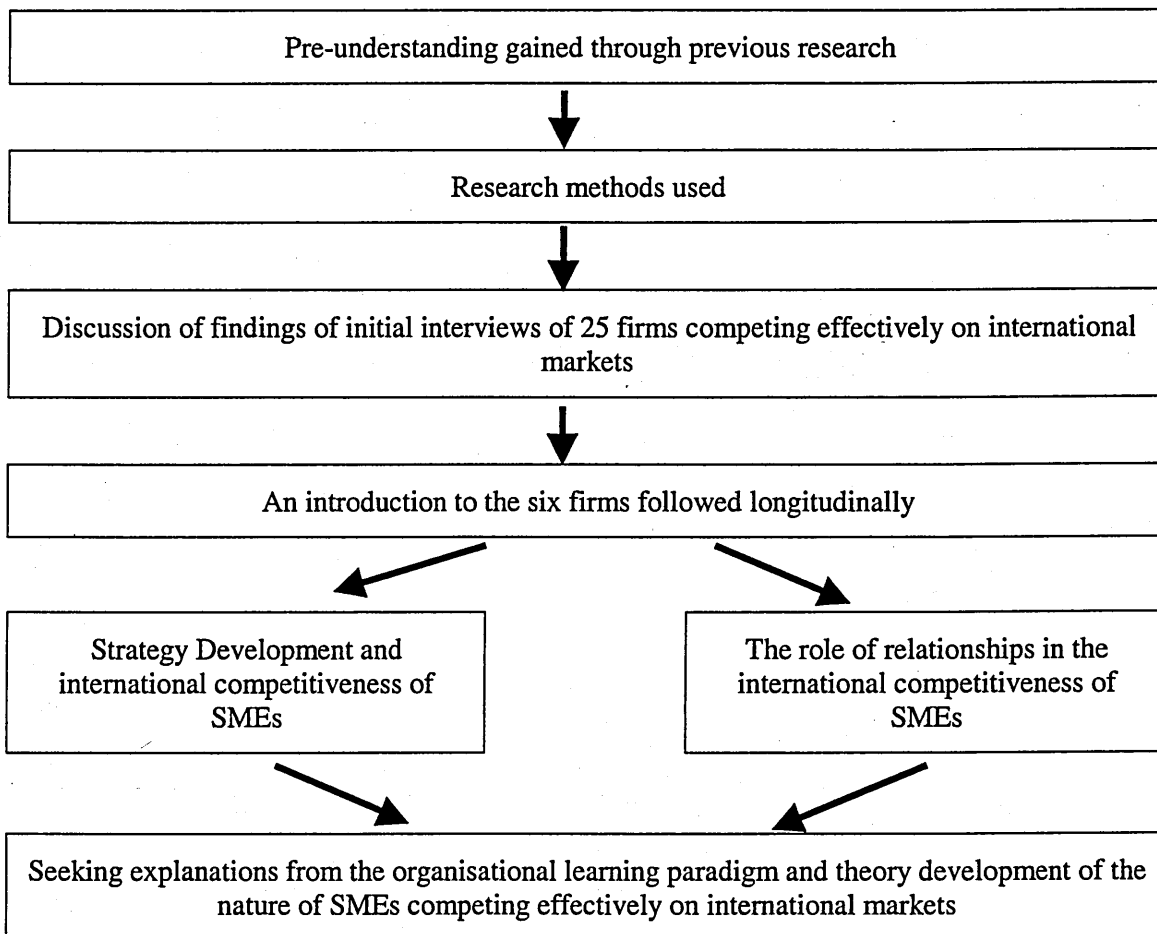 Pre-understanding gained through previous research
Research methods used
Discussion of findings of initial interviews of 25 firms competing effectively on international
markets
An introduction to the six firms followed longitudinally
Strategy Development and
international competitiveness of
SMEs
The role of relationships in the
international competitiveness of
SMEs
Seeking explanations from the organisational learning paradigm and theory development of the
nature of SMEs competing effectively on international markets